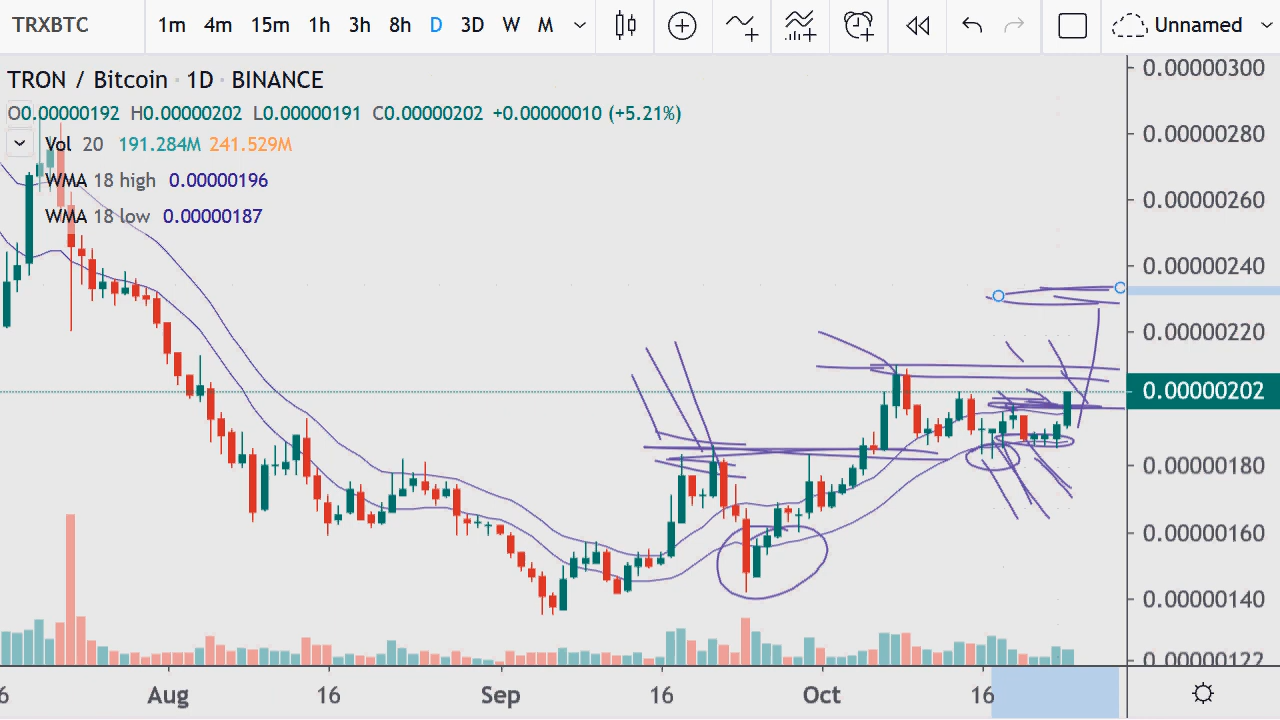 TRXBTC 1m 4m 15m 1h 3h 8h D 3D W M Unnamed
TRON / Bitcoin · 1D · BINANCE
O0.00000192 H0.00000202 L0.00000191 C0.00000202 +0.00000010 (+5.21%)
Vol 20 191.284M 241.529M
WMA 18 high 0.00000196
WMA 18 low 0.00000187
0.00000300
0.00000280
0.00000260
0.00000240
0.00000220
0.00000202
0.00000180
0.00000160
0.00000140
0.00000127
6 Aug 16 Sep 16 Oct 16